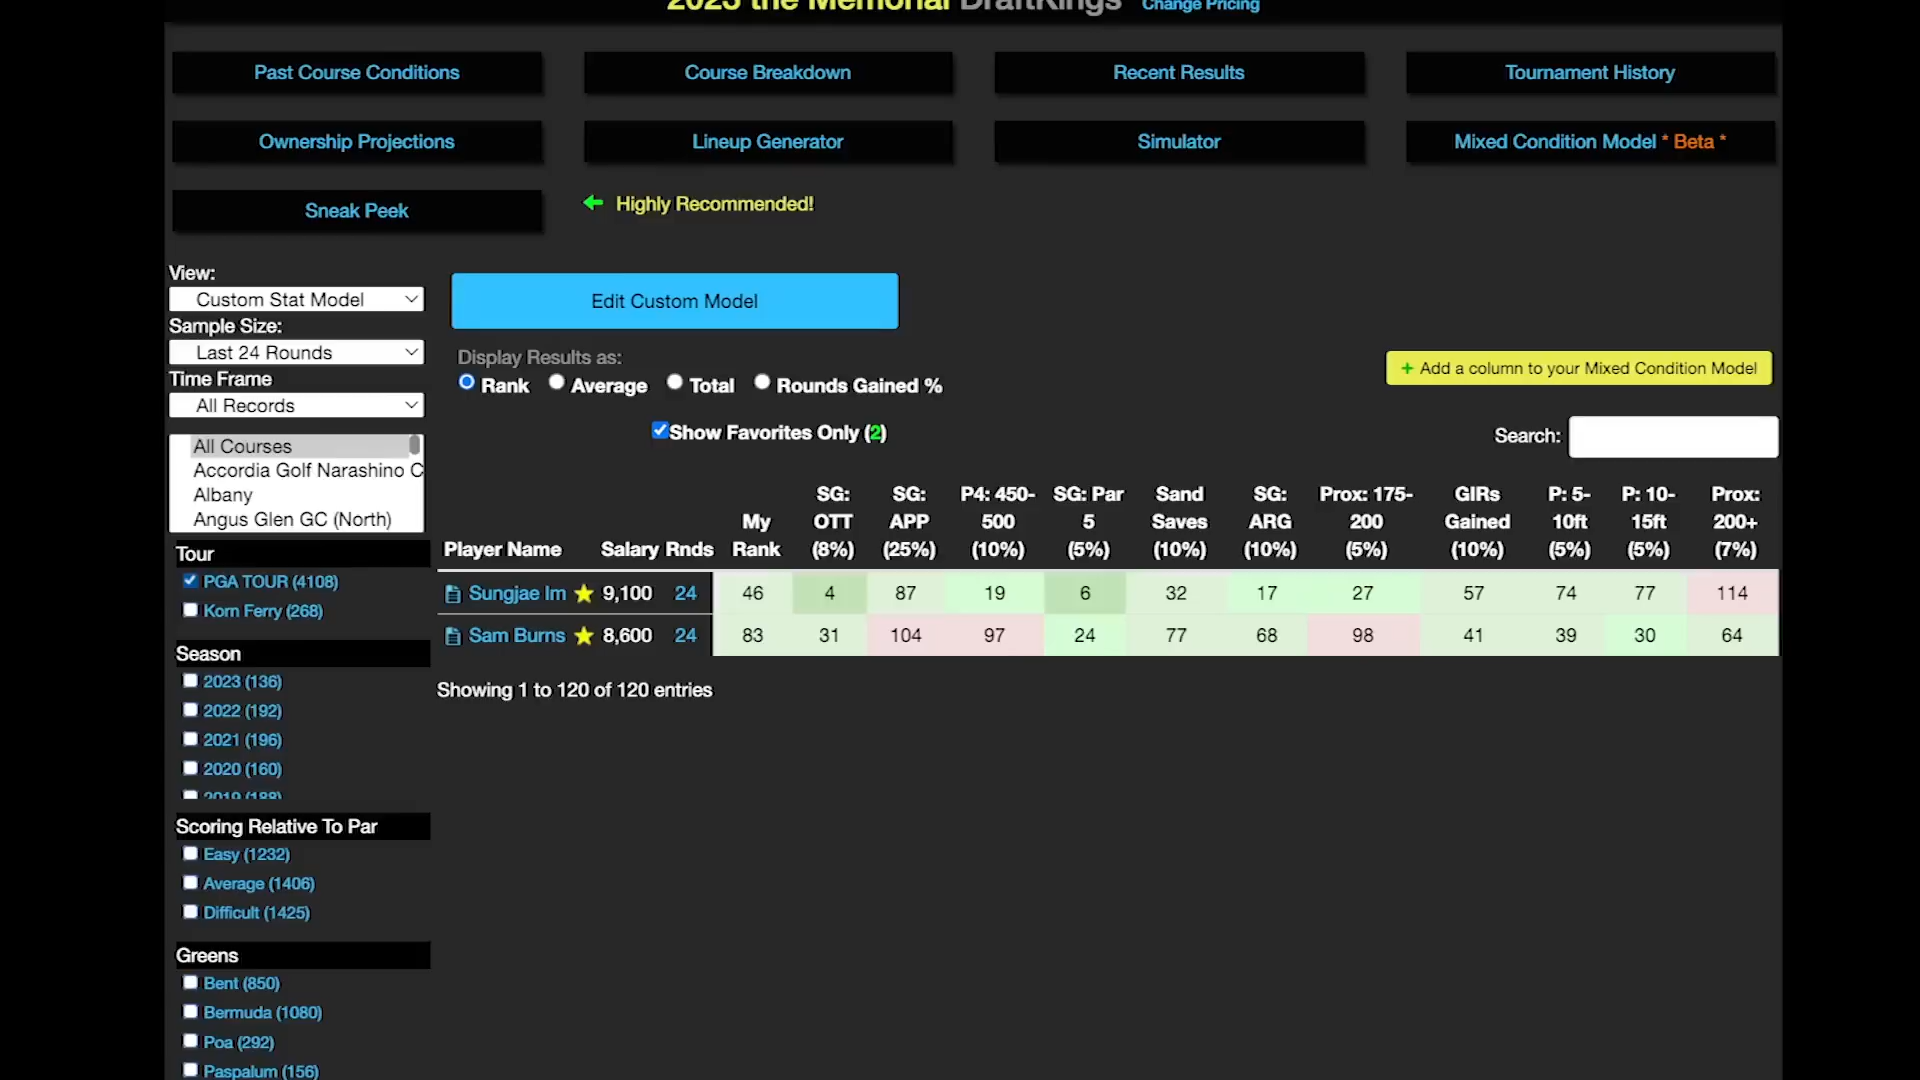 2023 the Memorial DraftKings Change Pricing
Past Course Conditions
Course Breakdown
Recent Results
Tournament History
Ownership Projections
Lineup Generator
Simulator
Mixed Condition Model * Beta *
Sneak Peek
Highly Recommended!
View:
Custom Stat Model
Sample Size:
Last 24 Rounds
Time Frame
All Records
All Courses
Accordia Golf Narashino C
Albany
Angus Glen GC (North)
Tour
PGA TOUR (4108)
Korn Ferry (268)
Season
2023 (136)
2022 (192)
2021 (196)
2020 (160)
2019 (188)
Scoring Relative To Par
Easy (1232)
Average (1406)
Difficult (1425)
Greens
Bent (850)
Bermuda (1080)
Poa (292)
Paspalum (156)
Edit Custom Model
Display Results as:
Rank Average Total Rounds Gained %
+ Add a column to your Mixed Condition Model
Show Favorites Only (2)
Search:
SG: SG: P4: 450- SG: Par Sand SG: Prox: 175- GIRs P: 5- P: 10- Prox:
My OTT APP 500 5 Saves ARG 200 Gained 10ft 15ft 200+
Player Name Salary Rnds Rank (8%) (25%) (10%) (5%) (10%) (10%) (5%) (10%) (5%) (5%) (7%)
Sungjae Im 9,100 24 46 4 87 19 6 32 17 27 57 74 77 114
Sam Burns 8,600 24 83 31 104 97 24 77 68 98 41 39 30 64
Showing 1 to 120 of 120 entries